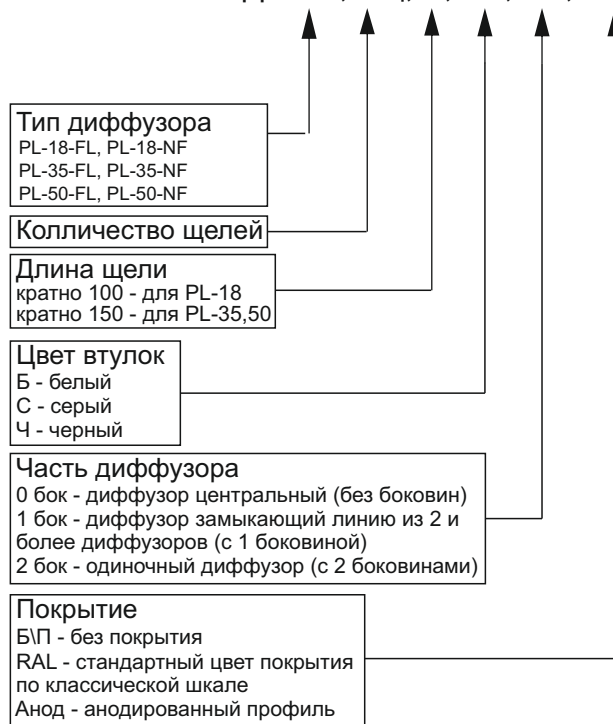 Тип диффузора
PL-18-FL, PL-18-NF
PL-35-FL, PL-35-NF
PL-50-FL, PL-50-NF
Колличество щелей
Длина щели
кратно 100 - для PL-18
кратно 150 - для PL-35,50
Цвет втулок
Б - белый
С - серый
Ч - черный
Часть диффузора
0 бок - диффузор центральный (без боковин)
1 бок - диффузор замыкающий линию из 2 и
более диффузоров (с 1 боковиной)
2 бок - одиночный диффузор (с 2 боковинами)
Покрытие
Б\П - без покрытия
RAL - стандартный цвет покрытия
по классической шкале
Анод - анодированный профиль